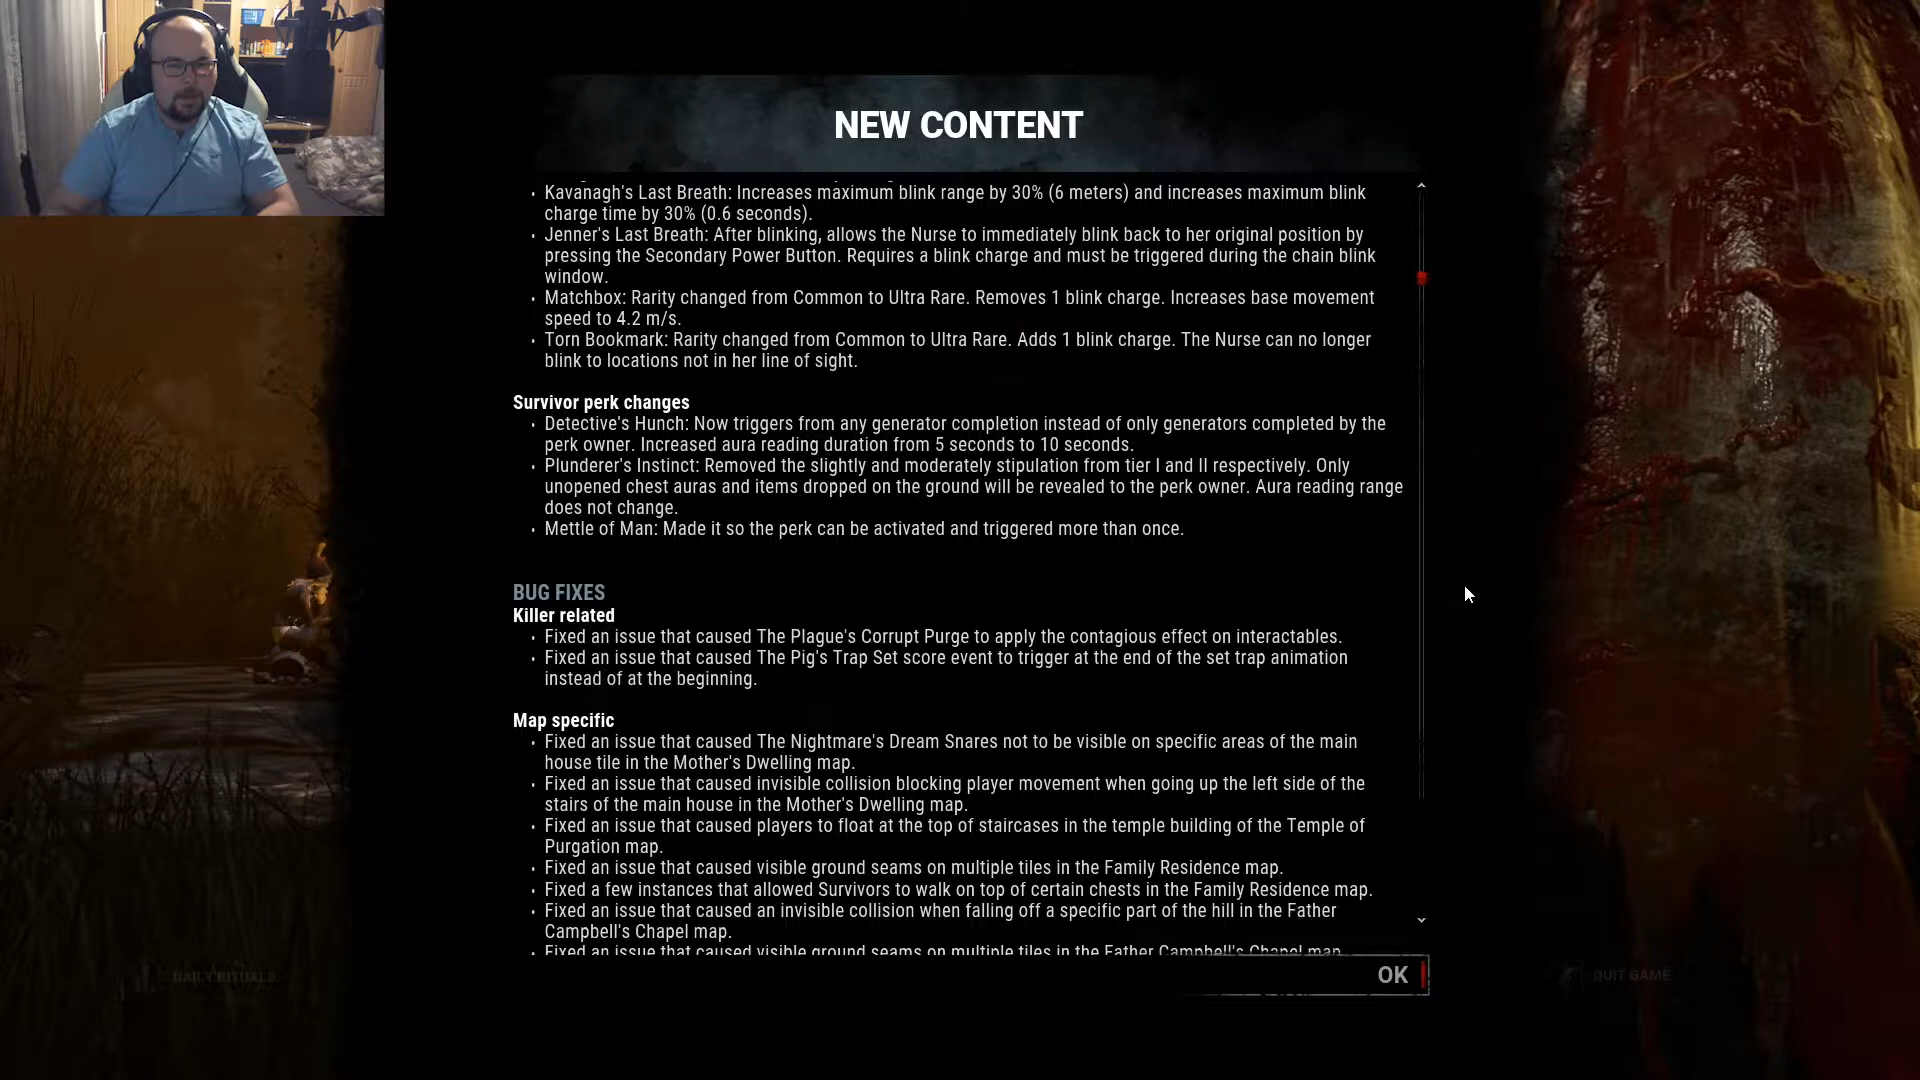 NEW CONTENT
· Kavanagh's Last Breath: Increases maximum blink range by 30% (6 meters) and increases maximum blink
charge time by 30% (0.6 seconds).
· Jenner's Last Breath: After blinking, allows the Nurse to immediately blink back to her original position by
pressing the Secondary Power Button. Requires a blink charge and must be triggered during the chain blink
window.
· Matchbox: Rarity changed from Common to Ultra Rare. Removes 1 blink charge. Increases base movement
speed to 4.2 m/s.
· Torn Bookmark: Rarity changed from Common to Ultra Rare. Adds 1 blink charge. The Nurse can no longer
blink to locations not in her line of sight.
Survivor perk changes
· Detective's Hunch: Now triggers from any generator completion instead of only generators completed by the
perk owner. Increased aura reading duration from 5 seconds to 10 seconds.
· Plunderer's Instinct: Removed the slightly and moderately stipulation from tier I and II respectively. Only
unopened chest auras and items dropped on the ground will be revealed to the perk owner. Aura reading range
does not change.
· Mettle of Man: Made it so the perk can be activated and triggered more than once.
BUG FIXES
Killer related
· Fixed an issue that caused The Plague's Corrupt Purge to apply the contagious effect on interactables.
· Fixed an issue that caused The Pig's Trap Set score event to trigger at the end of the set trap animation
instead of at the beginning.
Map specific
· Fixed an issue that caused The Nightmare's Dream Snares not to be visible on specific areas of the main
house tile in the Mother's Dwelling map.
· Fixed an issue that caused invisible collision blocking player movement when going up the left side of the
stairs of the main house in the Mother's Dwelling map.
· Fixed an issue that caused players to float at the top of staircases in the temple building of the Temple of
Purgation map.
· Fixed an issue that caused visible ground seams on multiple tiles in the Family Residence map.
· Fixed a few instances that allowed Survivors to walk on top of certain chests in the Family Residence map.
· Fixed an issue that caused an invisible collision when falling off a specific part of the hill in the Father
Campbell's Chapel map.
· Fixed an issue that caused visible ground seams on multiple tiles in the Father Campbell's Chapel map.
DAILY RITUALS
OK
QUIT GAME